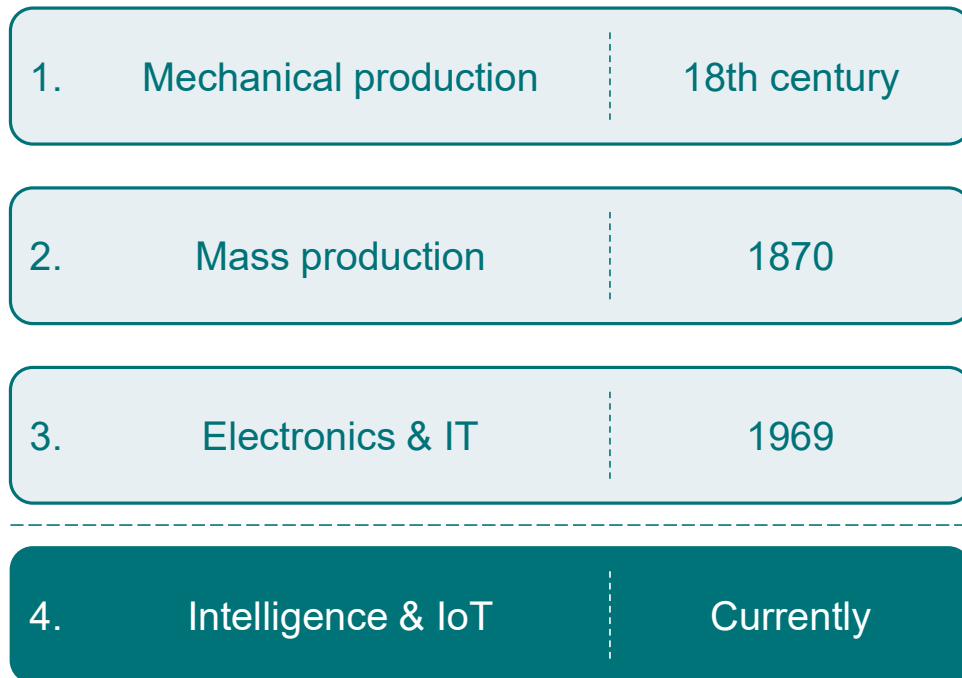 1. Mechanical production 18th century
2. Mass production 1870
3. Electronics & IT 1969
4. Intelligence & IoT Currently